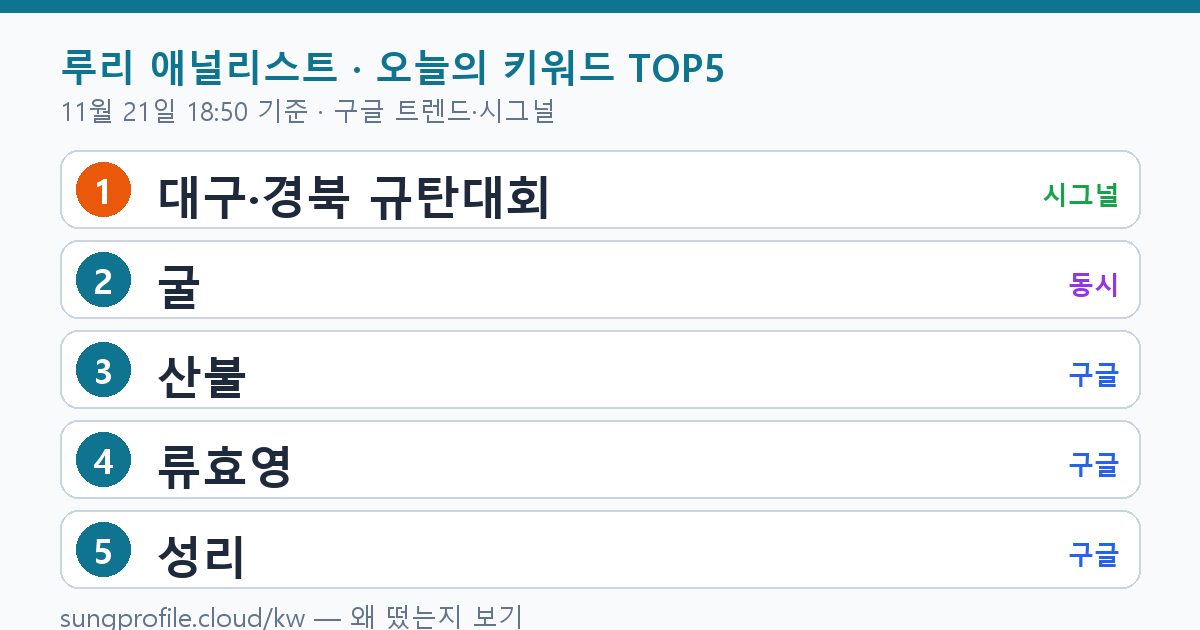 루리 애널리스트 · 오늘의 키워드 TOP5
11월 21일 18:50 기준 · 구글 트렌드·시그널
1 대구·경북 규탄대회 시그널
2 굴 동시
3 산불 구글
4 류효영 구글
5 성리 구글
sungprofile.cloud/kw — 왜 떴는지 보기